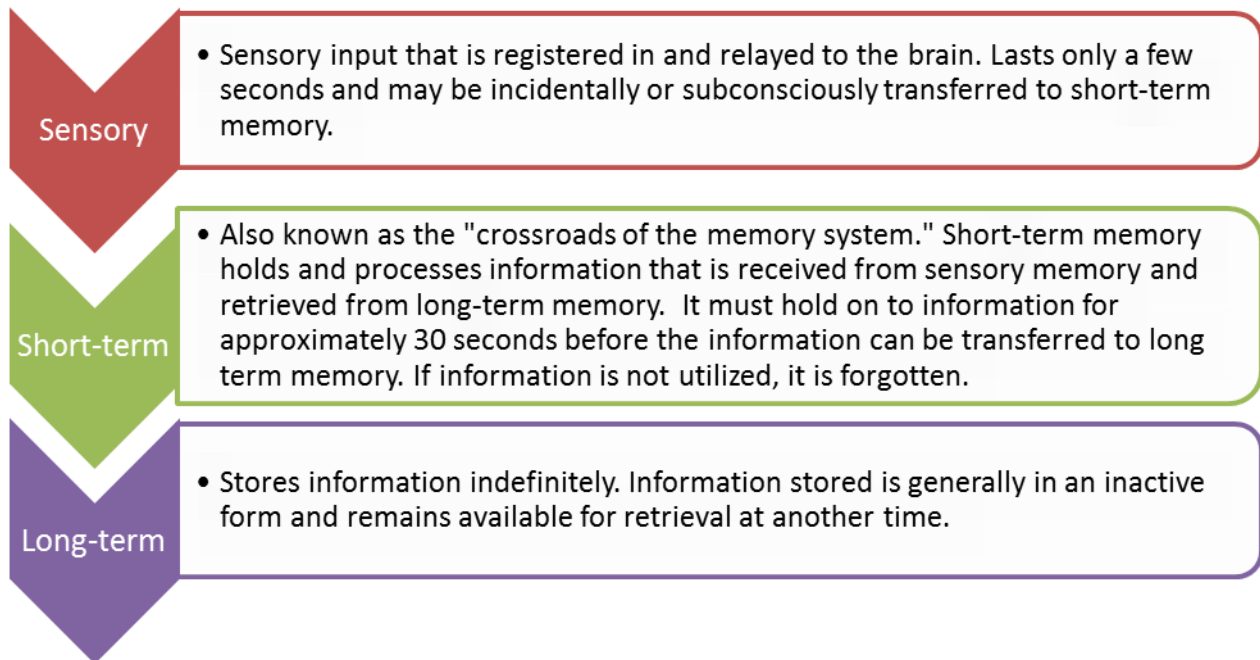 Sensory
• Sensory input that is registered in and relayed to the brain. Lasts only a few
seconds and may be incidentally or subconsciously transferred to short-term
memory.
Short-term
• Also known as the "crossroads of the memory system." Short-term memory
holds and processes information that is received from sensory memory and
retrieved from long-term memory.  It must hold on to information for
approximately 30 seconds before the information can be transferred to long
term memory. If information is not utilized, it is forgotten.
Long-term
• Stores information indefinitely. Information stored is generally in an inactive
form and remains available for retrieval at another time.